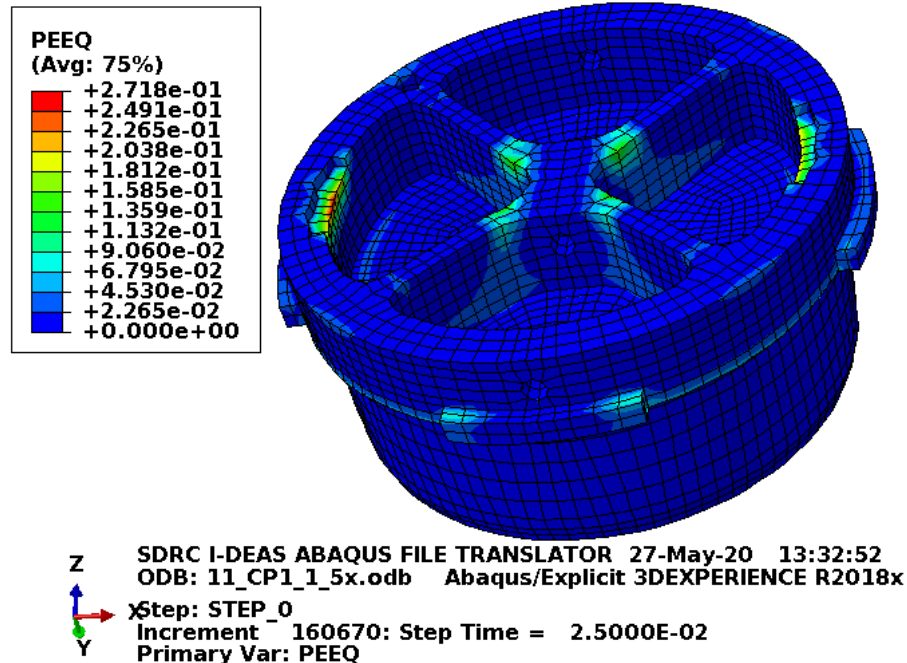 PEEQ
(Avg: 75%)
+2.718e-01
+2.491e-01
+2.265e-01
+2.038e-01
+1.812e-01
+1.585e-01
+1.359e-01
+1.132e-01
+9.060e-02
+6.795e-02
+4.530e-02
+2.265e-02
+0.000e+00
SDRC I-DEAS ABAQUS FILE TRANSLATOR 27-May-20 13:32:52
ODB: 11_CP1_1_5x.odb Abaqus/Explicit 3DEXPERIENCE R2018x
Step: STEP_0
Increment 160670: Step Time = 2.5000E-02
Primary Var: PEEQ
Z
X
Y